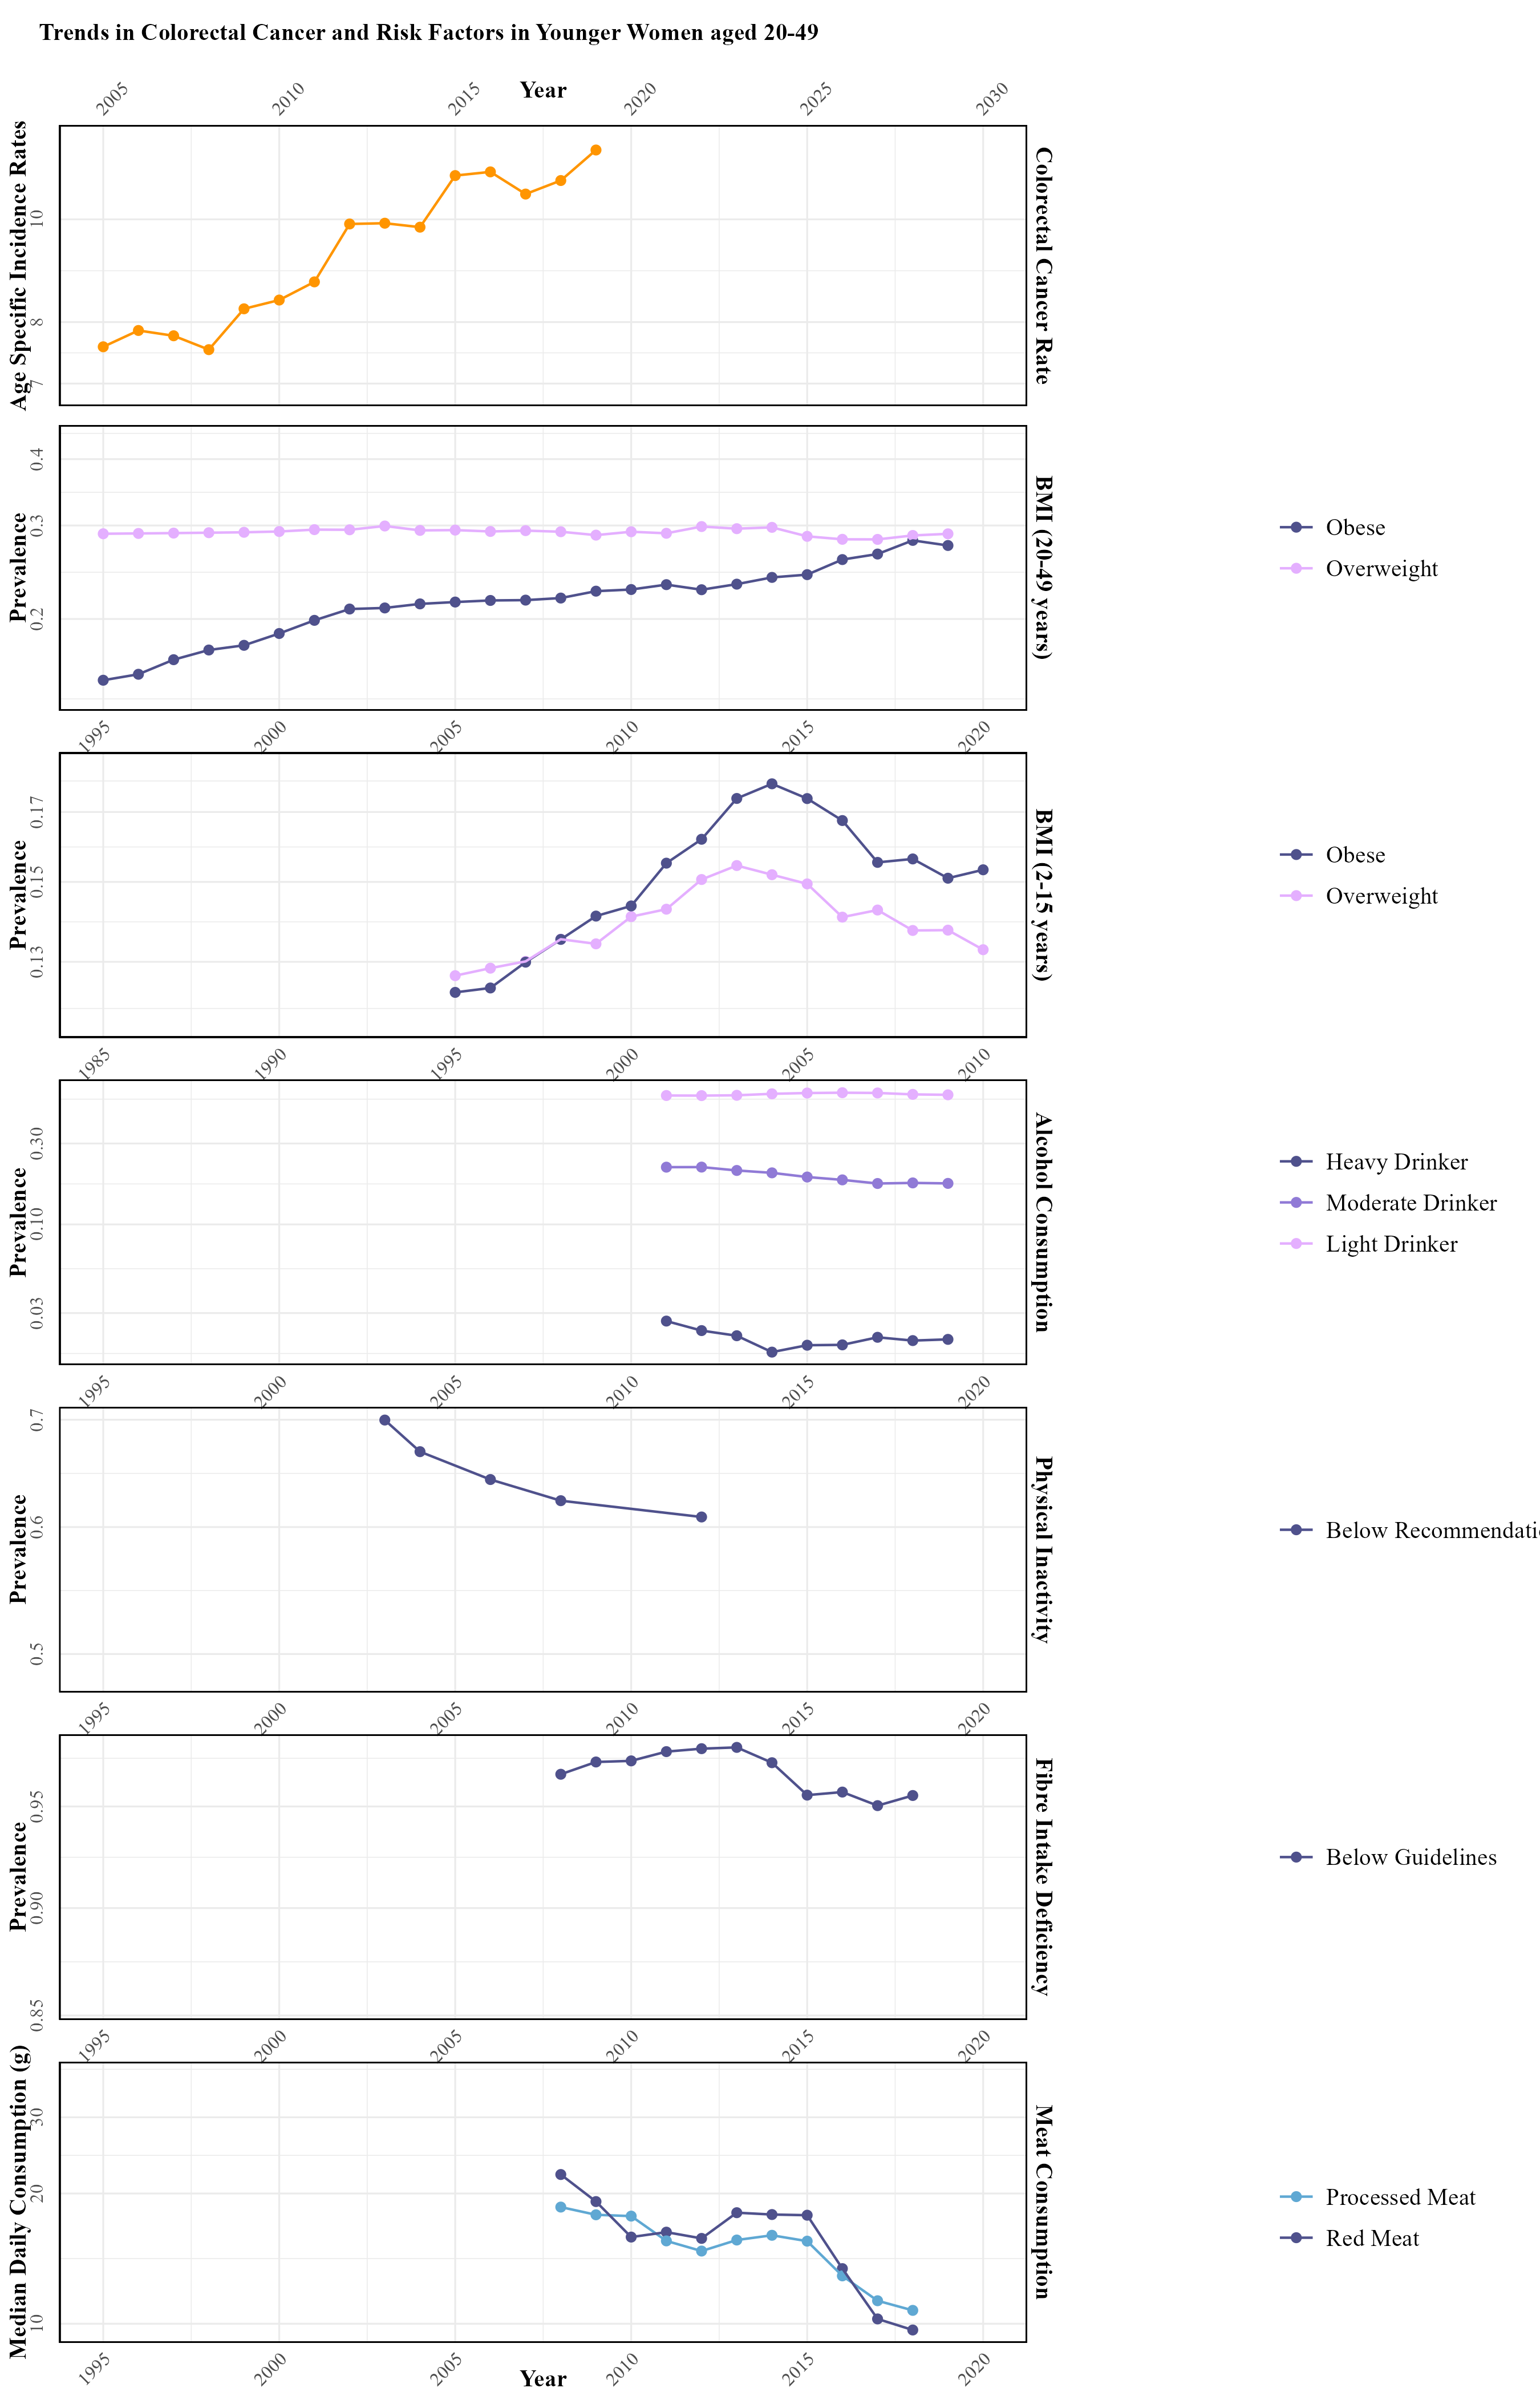 Trends in Colorectal Cancer and Risk Factors in Younger Women aged 20-49
Year
2005 2010 2015 2020 2025 2030
Age Specific Incidence Rates
10
8
7
Colorectal Cancer Rate
Prevalence
0.4
0.3
0.2
BMI (20-49 years)
Obese
Overweight
1995 2000 2005 2010 2015 2020
Prevalence
0.17
0.15
0.13
BMI (2-15 years)
Obese
Overweight
1985 1990 1995 2000 2005 2010
Prevalence
0.30
0.10
0.03
Alcohol Consumption
Heavy Drinker
Moderate Drinker
Light Drinker
1995 2000 2005 2010 2015 2020
Prevalence
0.7
0.6
0.5
Physical Inactivity
Below Recommendati
1995 2000 2005 2010 2015 2020
Prevalence
0.95
0.90
0.85
Fibre Intake Deficiency
Below Guidelines
1995 2000 2005 2010 2015 2020
Median Daily Consumption (g)
30
20
10
Meat Consumption
Processed Meat
Red Meat
1995 2000 2005 2010 2015 2020
Year